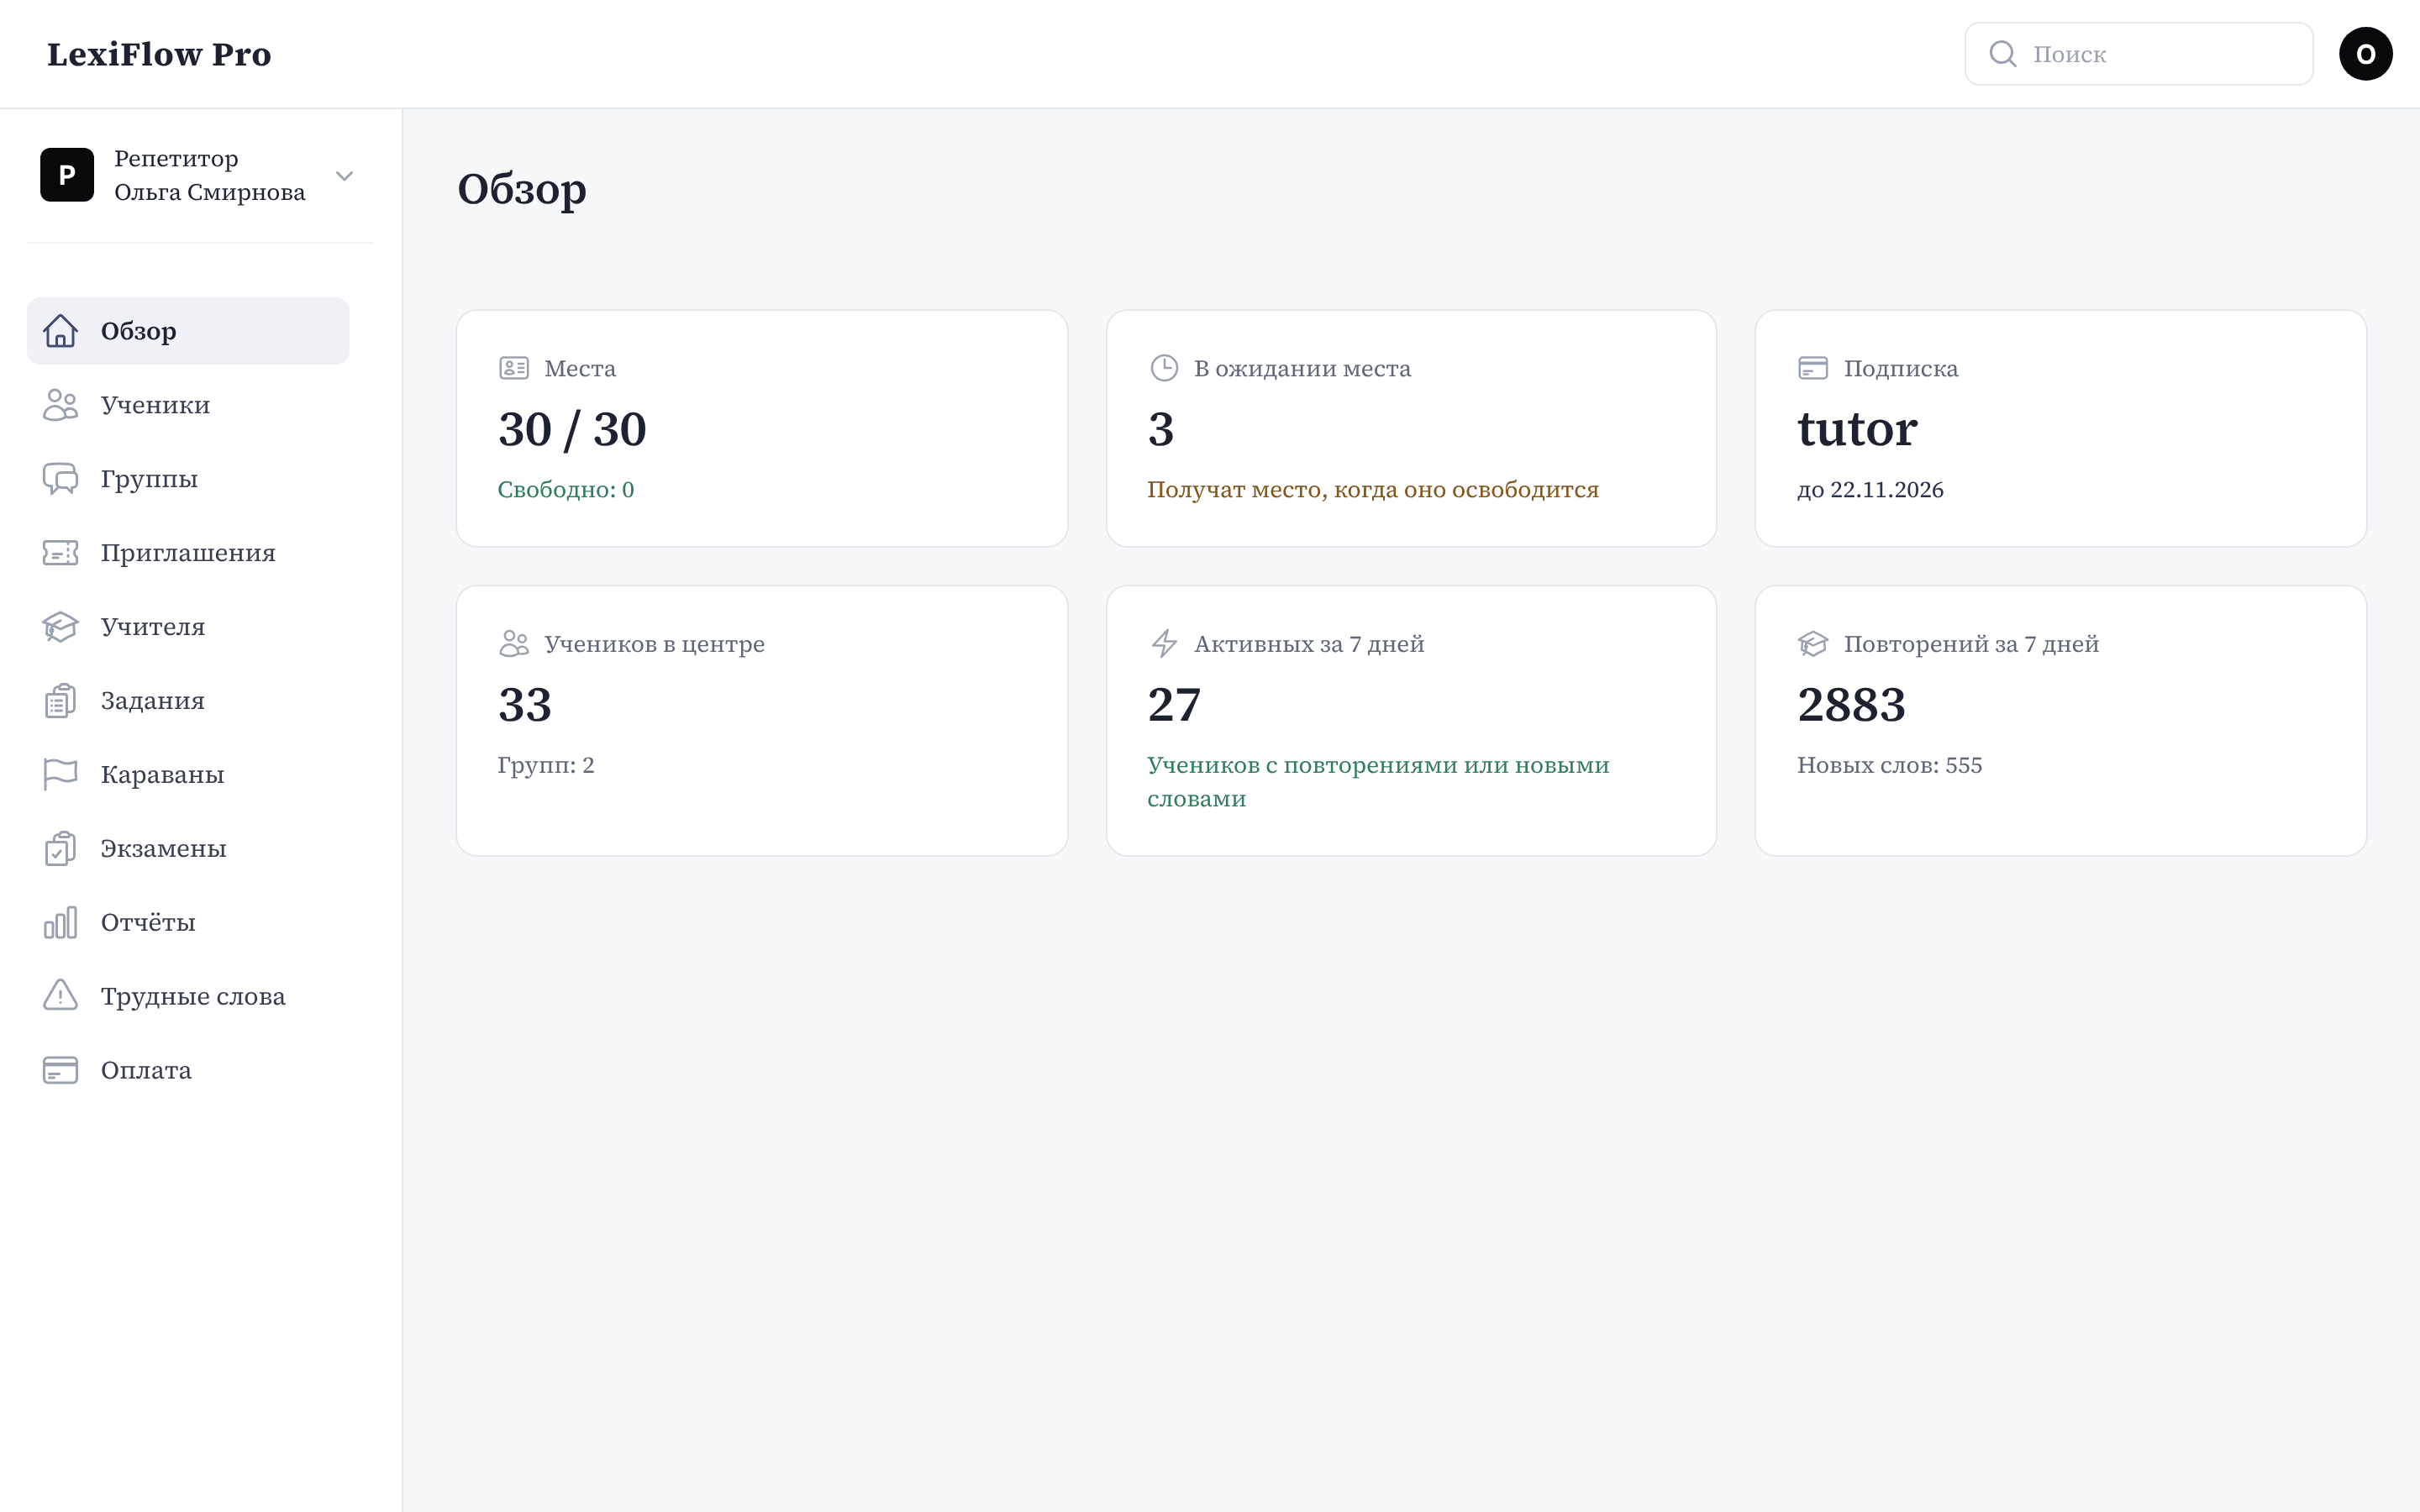 LexiFlow Pro
Поиск
O
P
Репетитор
Ольга Смирнова
Обзор
Ученики
Группы
Приглашения
Учителя
Задания
Караваны
Экзамены
Отчёты
Трудные слова
Оплата
Обзор
Места
30 / 30
Свободно: 0
В ожидании места
3
Получат место, когда оно освободится
Подписка
tutor
до 22.11.2026
Учеников в центре
33
Групп: 2
Активных за 7 дней
27
Учеников с повторениями или новыми
словами
Повторений за 7 дней
2883
Новых слов: 555